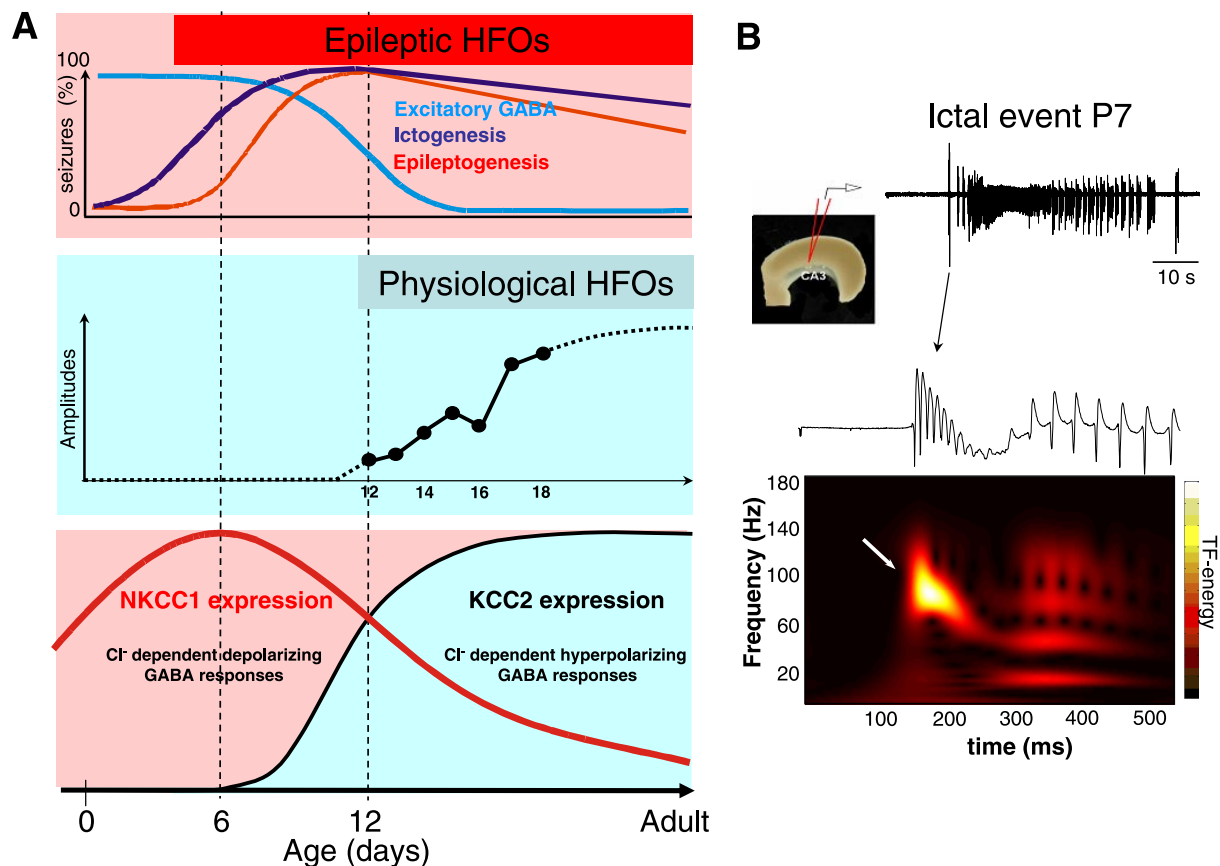 A
Epileptic HFOs
100
seizures (%)
0
Excitatory GABA
Ictogenesis
Epileptogenesis
Physiological HFOs
Amplitudes
12
14
16
18
NKCC1 expression
Cl- dependent depolarizing
GABA responses
KCC2 expression
Cl- dependent hyperpolarizing
GABA responses
0
6
12
Adult
Age (days)
B
Ictal event P7
CA3
10 s
180
140
100
60
20
Frequency (Hz)
TF-energy
100
200
300
400
500
time (ms)